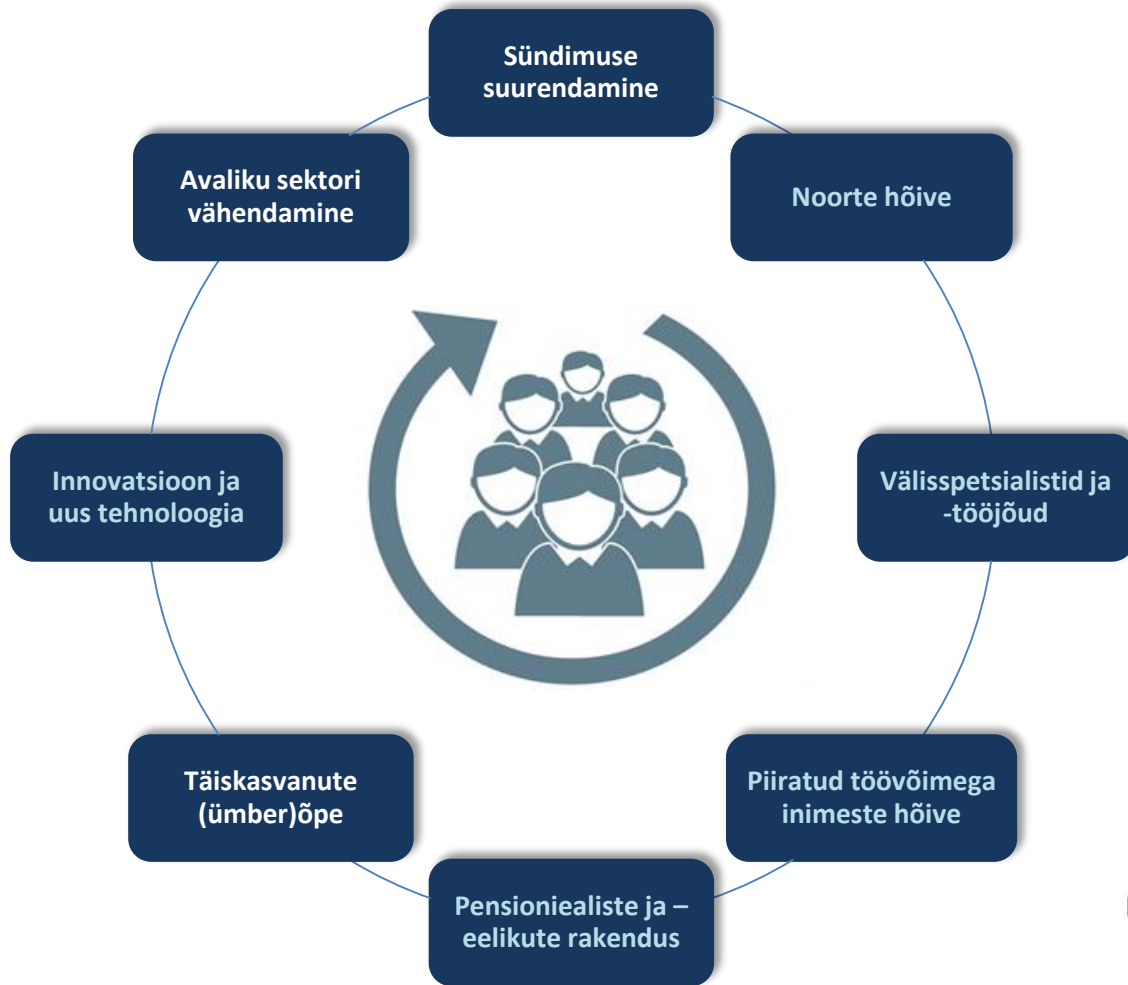 Sündimuse
suurendamine
Noorte hõive
Välisspetsialistid ja
-tööjõud
Piiratud töövõimega
inimeste hõive
Pensioniealiste ja –
eelikute rakendus
Täiskasvanute
(ümber)õpe
Innovatsioon ja
uus tehnoloogia
Avaliku sektori
vähendamine